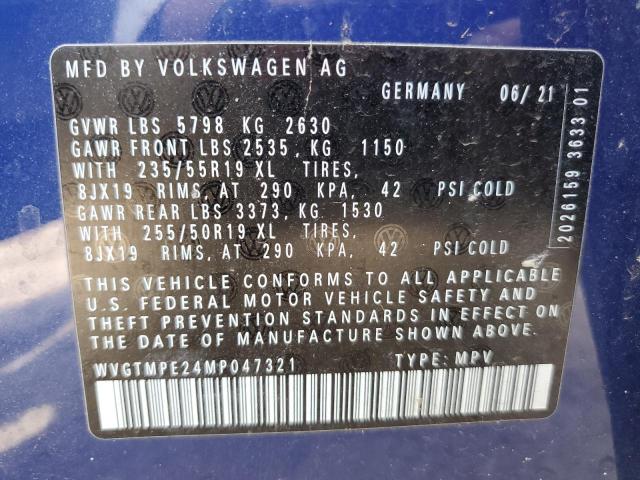 MFD BY VOLKSWAGEN AG
GERMANY 06/21
GVWR LBS 5798 KG 2630
GAWR FRONT LBS 2535, KG 1150
WITH 235/55R19 XL TIRES,
8JX19 RIMS, AT 290 KPA, 42 PSI COLD
GAWR REAR LBS 3373, KG 1530
WITH 255/50R19 XL TIRES,
8JX19 RIMS, AT 290 KPA, 42 PSI COLD
THIS VEHICLE CONFORMS TO ALL APPLICABLE
U.S. FEDERAL MOTOR VEHICLE SAFETY AND
THEFT PREVENTION STANDARDS IN EFFECT ON
THE DATE OF MANUFACTURE SHOWN ABOVE.
WVGTMPE24MP047321 TYPE: MPV
2026159 3633 01